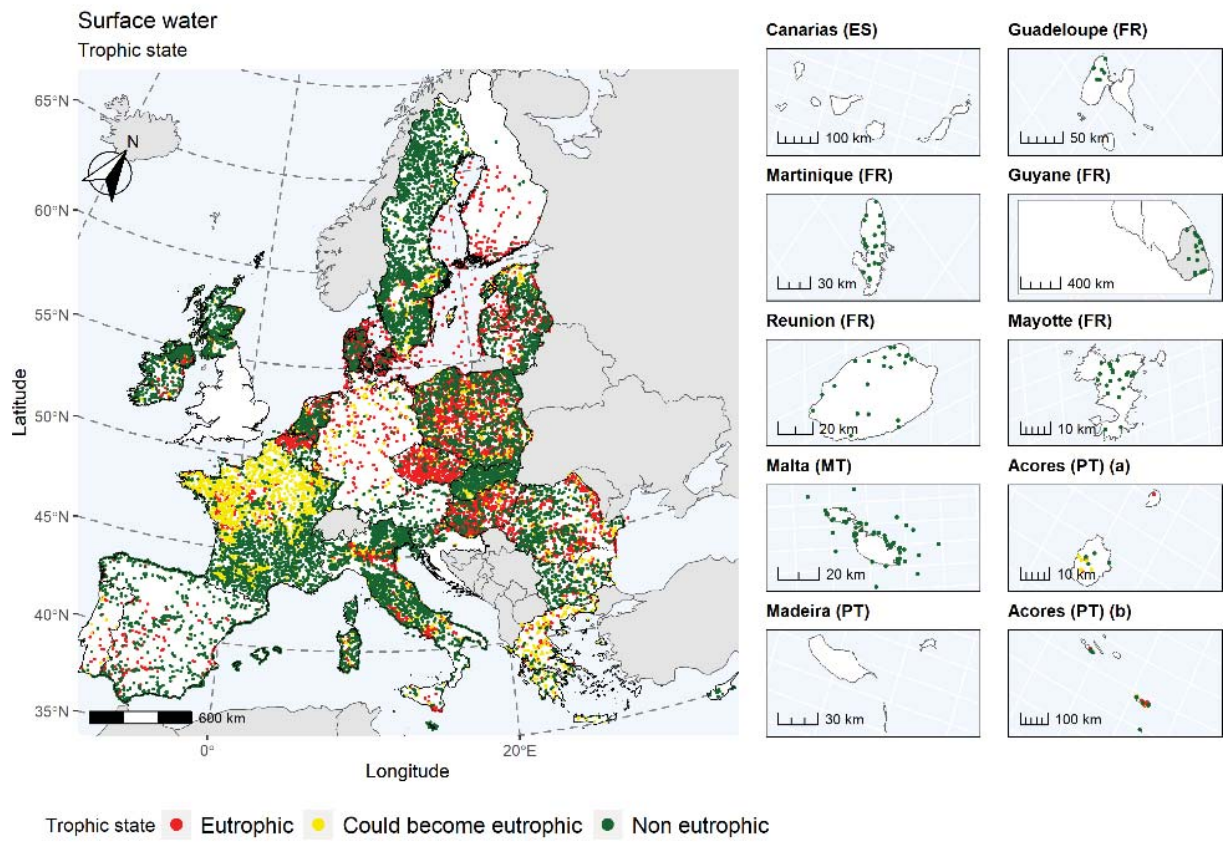 Surface water
Trophic state
65°N
60°N
55°N
50°N
45°N
40°N
35°N
Latitude
N
600 km
0°
20°E
Longitude
Canarias (ES)
100 km
Guadeloupe (FR)
50 km
Martinique (FR)
30 km
Guyane (FR)
400 km
Reunion (FR)
20 km
Mayotte (FR)
10 km
Malta (MT)
20 km
Acores (PT) (a)
10 km
Madeira (PT)
30 km
Acores (PT) (b)
100 km
Trophic state Eutrophic Could become eutrophic Non eutrophic